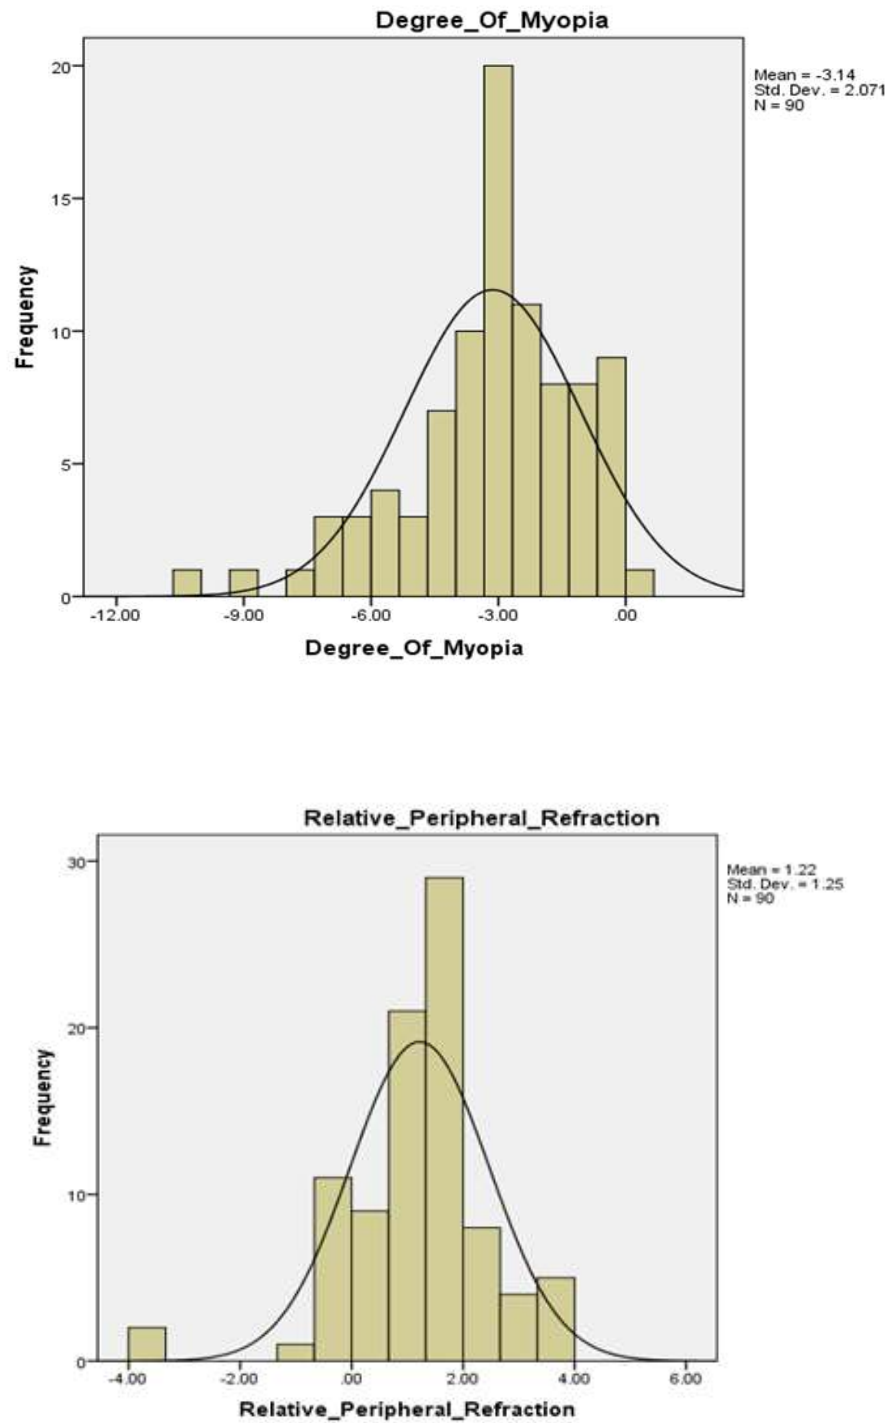 Degree_Of_Myopia
Mean = -3.14
Std. Dev. = 2.071
N = 90
20
15
10
5
0
Frequency
-12.00 -9.00 -6.00 -3.00 .00
Degree_Of_Myopia
Relative_Peripheral_Refraction
Mean = 1.22
Std. Dev. = 1.25
N = 90
30
20
10
0
Frequency
-4.00 -2.00 .00 2.00 4.00 6.00
Relative_Peripheral_Refraction